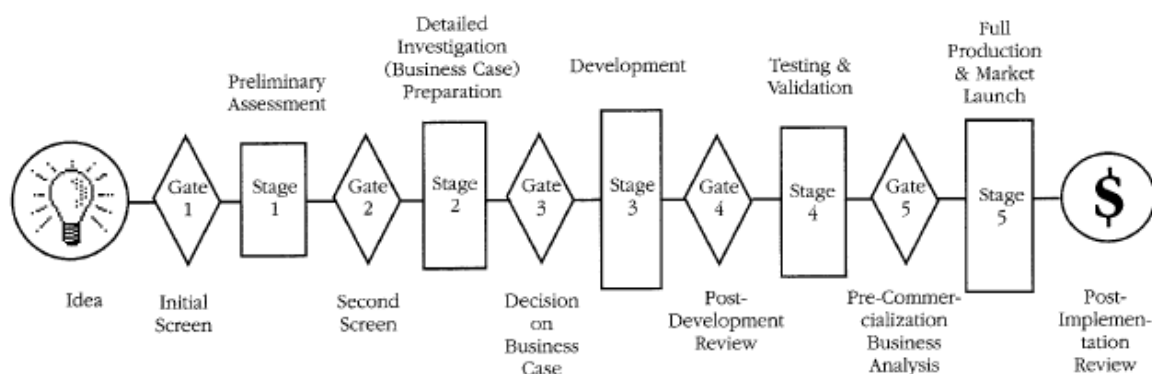 Preliminary
Assessment
Detailed
Investigation
(Business Case)
Preparation
Development
Testing &
Validation
Full
Production
& Market
Launch
Gate
1
Stage
1
Gate
2
Stage
2
Gate
3
Stage
3
Gate
4
Stage
4
Gate
5
Stage
5
$
Idea
Initial
Screen
Second
Screen
Decision
on
Business
Case
Post-
Development
Review
Pre-Commer-
cialization
Business
Analysis
Post-
Implemen-
tation
Review